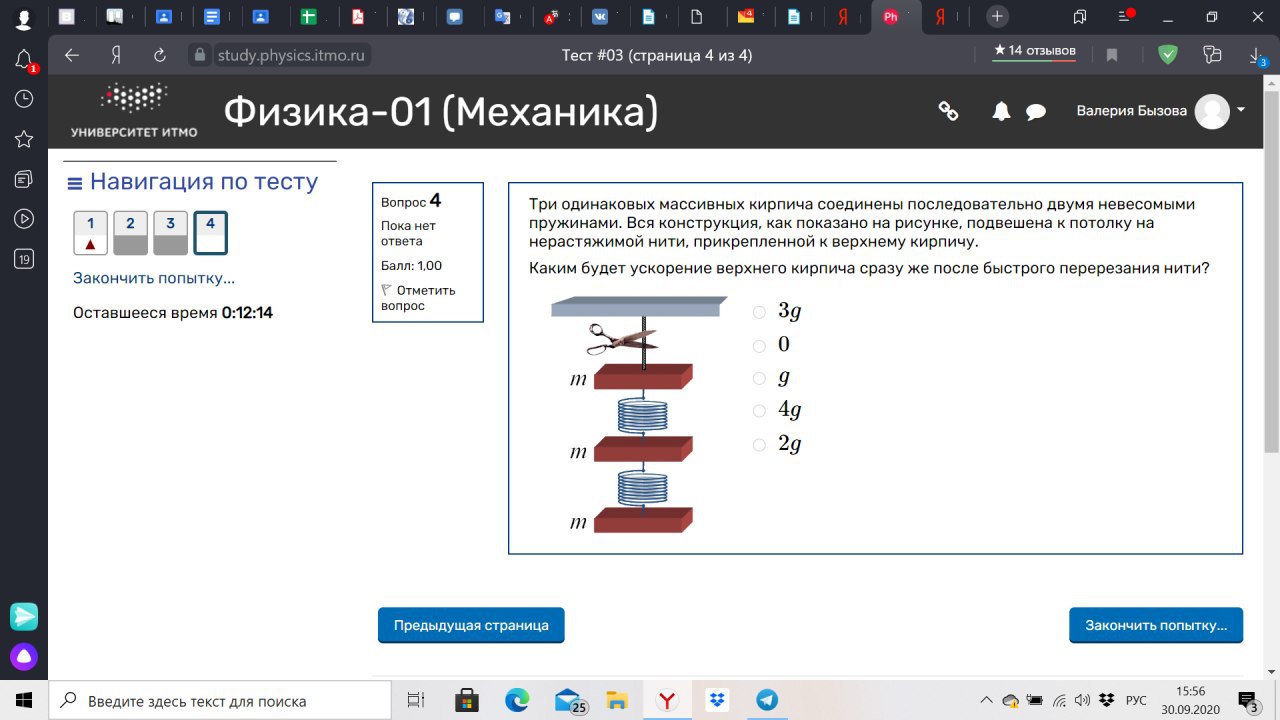 1
19
study.physics.itmo.ru
Тест #03 (страница 4 из 4)
★ 14 отзывов
3
УНИВЕРСИТЕТ ИТМО
Физика-01 (Механика)
Валерия Бызова
Навигация по тесту
1
2
3
4
Закончить попытку...
Оставшееся время 0:12:14
Вопрос 4
Пока нет
ответа
Балл: 1,00
Отметить
вопрос
Три одинаковых массивных кирпича соединены последовательно двумя невесомыми
пружинами. Вся конструкция, как показано на рисунке, подвешена к потолку на
нерастяжимой нити, прикрепленной к верхнему кирпичу.
Каким будет ускорение верхнего кирпича сразу же после быстрого перерезания нити?
m
m
m
3g
0
g
4g
2g
Предыдущая страница
Закончить попытку...
Введите здесь текст для поиска
25
РУС
15:56
30.09.2020
3